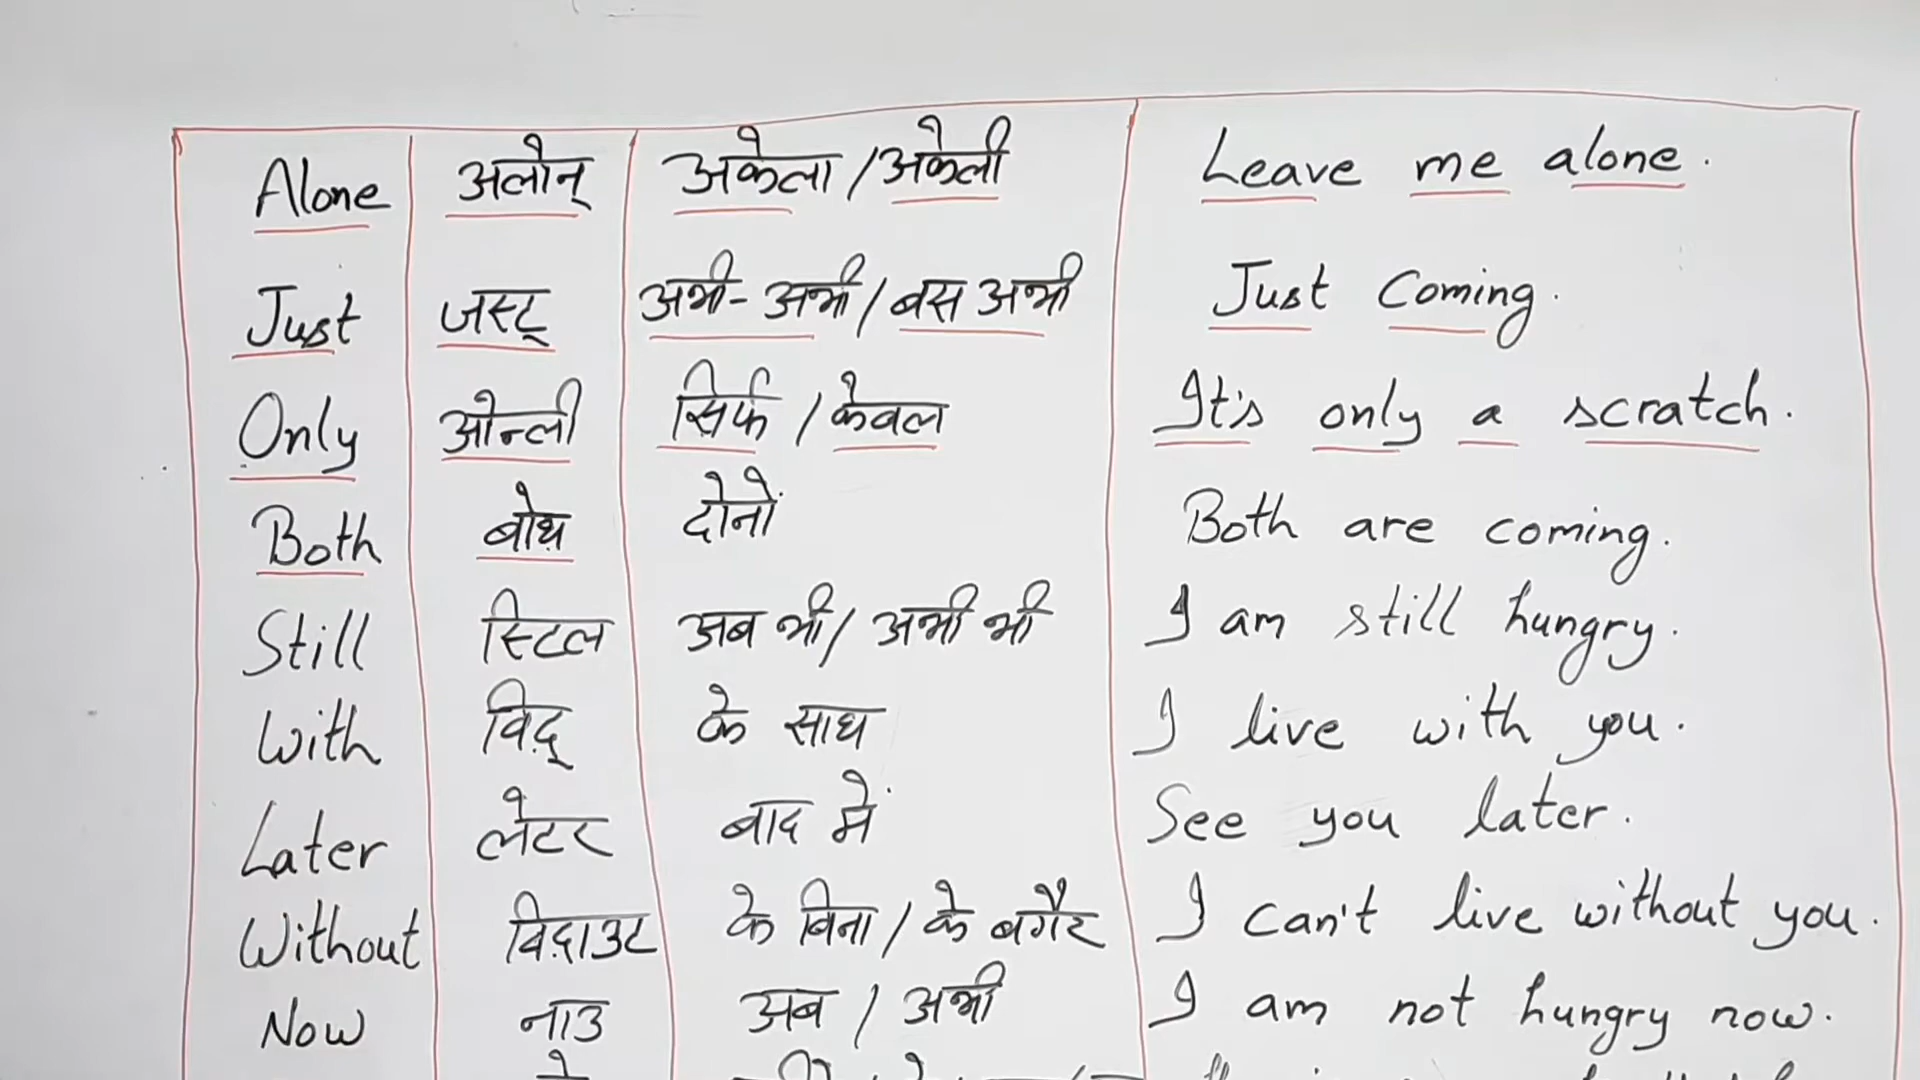 Alone अलोन् अकेला / अकेली Leave me alone.
Just जस्ट् अभी-अभी / बस अभी Just Coming.
Only ओन्ली सिर्फ / केवल It's only a scratch.
Both बोथ़ दोनों Both are coming.
Still स्टिल अब भी / अभी भी I am still hungry.
With विद़् के साथ I live with you.
Later लेटर बाद में See you later.
Without विद़ाउट के बिना / के बगैर I can't live without you.
Now नाउ अब / अभी I am not hungry now.